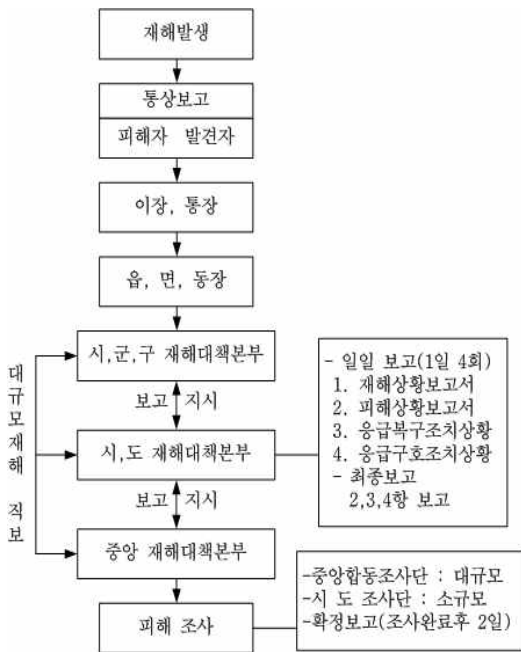 재해발생
통상보고
피해자 발견자
이장, 통장
읍, 면, 동장
시,군,구 재해대책본부
보고 지시
시,도 재해대책본부
보고 지시
중앙 재해대책본부
피해 조사
대규모재해 직보
- 일일 보고(1일 4회)
1. 재해상황보고서
2. 피해상황보고서
3. 응급복구조치상황
4. 응급구호조치상황
- 최종보고
2,3,4항 보고
-중앙합동조사단 : 대규모
-시 도 조사단 : 소규모
-확정보고(조사완료후 2일)